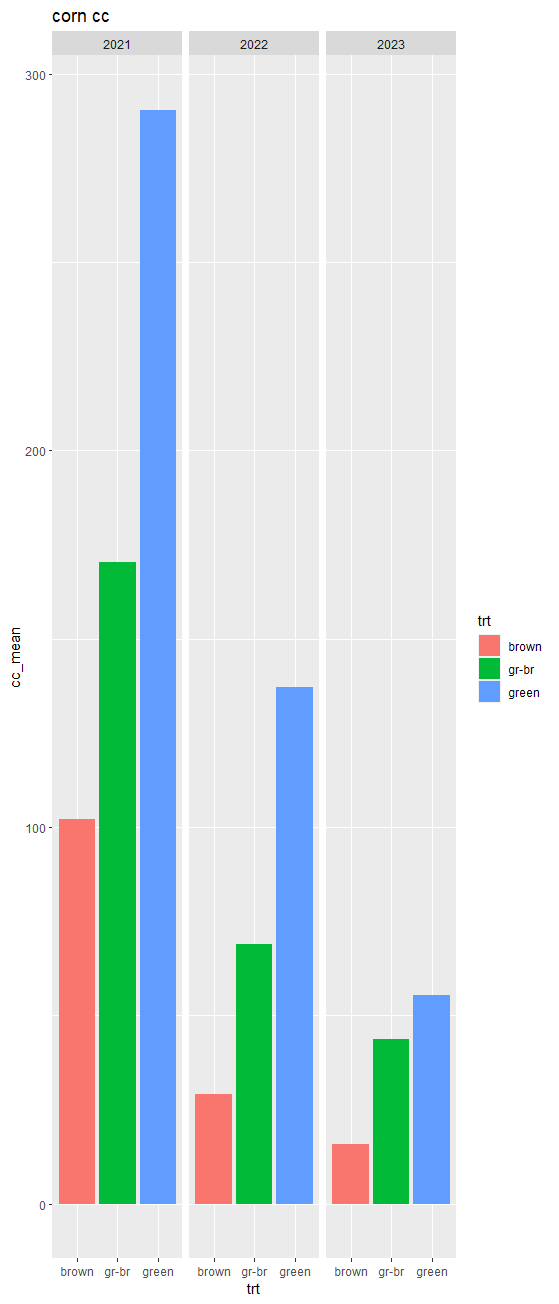 corn cc
2021 2022 2023
300
200
100
0
cc_mean
brown gr-br green brown gr-br green brown gr-br green
trt
trt
brown
gr-br
green